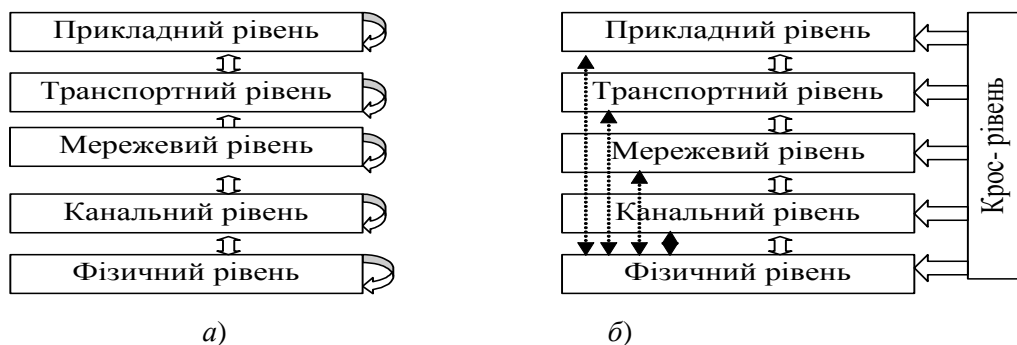 Прикладний рівень
Транспортний рівень
Мережевий рівень
Канальний рівень
Фізичний рівень
а)
Прикладний рівень
Транспортний рівень
Мережевий рівень
Канальний рівень
Фізичний рівень
Крос- рівень
б)